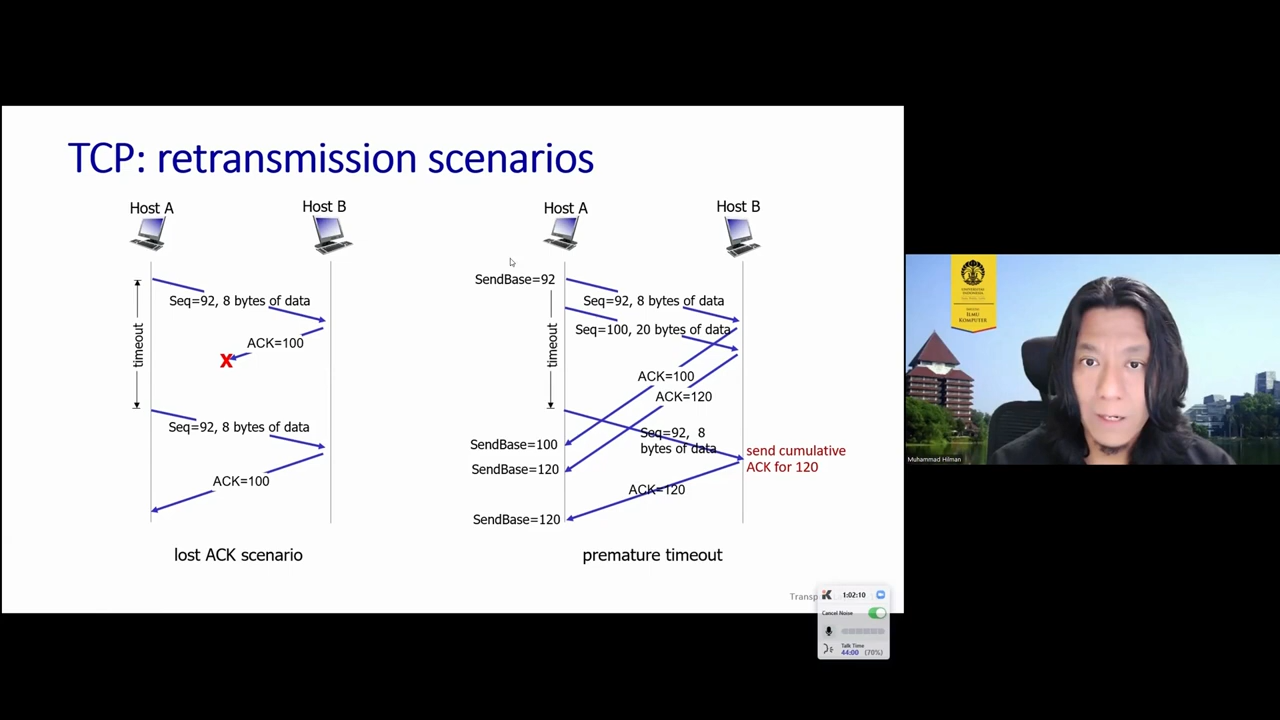 TCP: retransmission scenarios
Host A
Host B
Seq=92, 8 bytes of data
ACK=100
X
timeout
Seq=92, 8 bytes of data
ACK=100
lost ACK scenario
Host A
Host B
SendBase=92
Seq=92, 8 bytes of data
Seq=100, 20 bytes of data
timeout
ACK=100
ACK=120
Seq=92, 8
bytes of data
SendBase=100
SendBase=120
send cumulative
ACK for 120
ACK=120
SendBase=120
premature timeout
Transp
1:02:10
Cancel Noise
Talk Time
44:00 (70%)
UNIVERSITAS
INDONESIA
ILMU
KOMPUTER
Muhammad Hilman